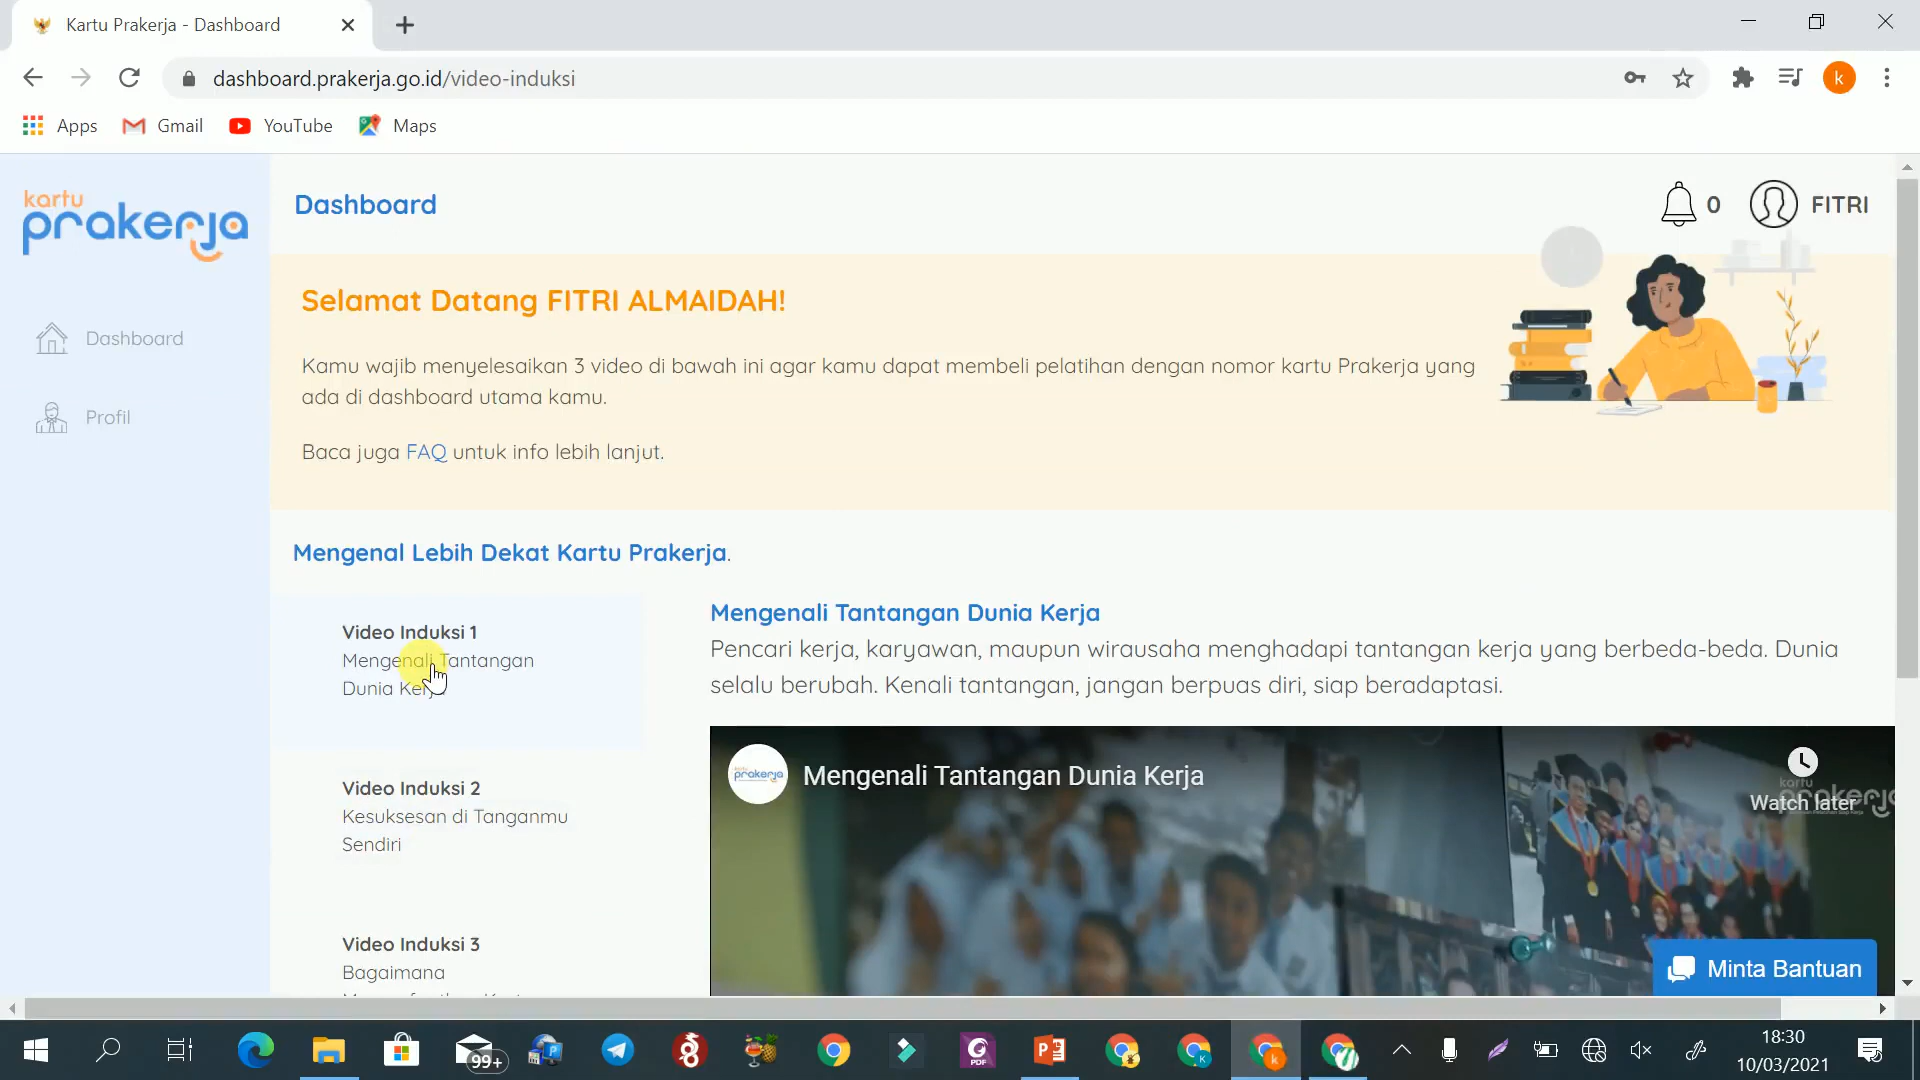 Kartu Prakerja - Dashboard
dashboard.prakerja.go.id/video-induksi
k
Apps
Gmail
YouTube
Maps
kartu
prakerja
Dashboard
0
FITRI
Dashboard
Profil
Selamat Datang FITRI ALMAIDAH!
Kamu wajib menyelesaikan 3 video di bawah ini agar kamu dapat membeli pelatihan dengan nomor kartu Prakerja yang
ada di dashboard utama kamu.
Baca juga FAQ untuk info lebih lanjut.
Mengenal Lebih Dekat Kartu Prakerja.
Video Induksi 1
Mengenali Tantangan
Dunia Kerja
Video Induksi 2
Kesuksesan di Tanganmu
Sendiri
Video Induksi 3
Bagaimana
Mengenali Tantangan Dunia Kerja
Pencari kerja, karyawan, maupun wirausaha menghadapi tantangan kerja yang berbeda-beda. Dunia
selalu berubah. Kenali tantangan, jangan berpuas diri, siap beradaptasi.
prakerja
Mengenali Tantangan Dunia Kerja
kartu
prakerja
Watch later
Minta Bantuan
99+
PDF
18:30
10/03/2021